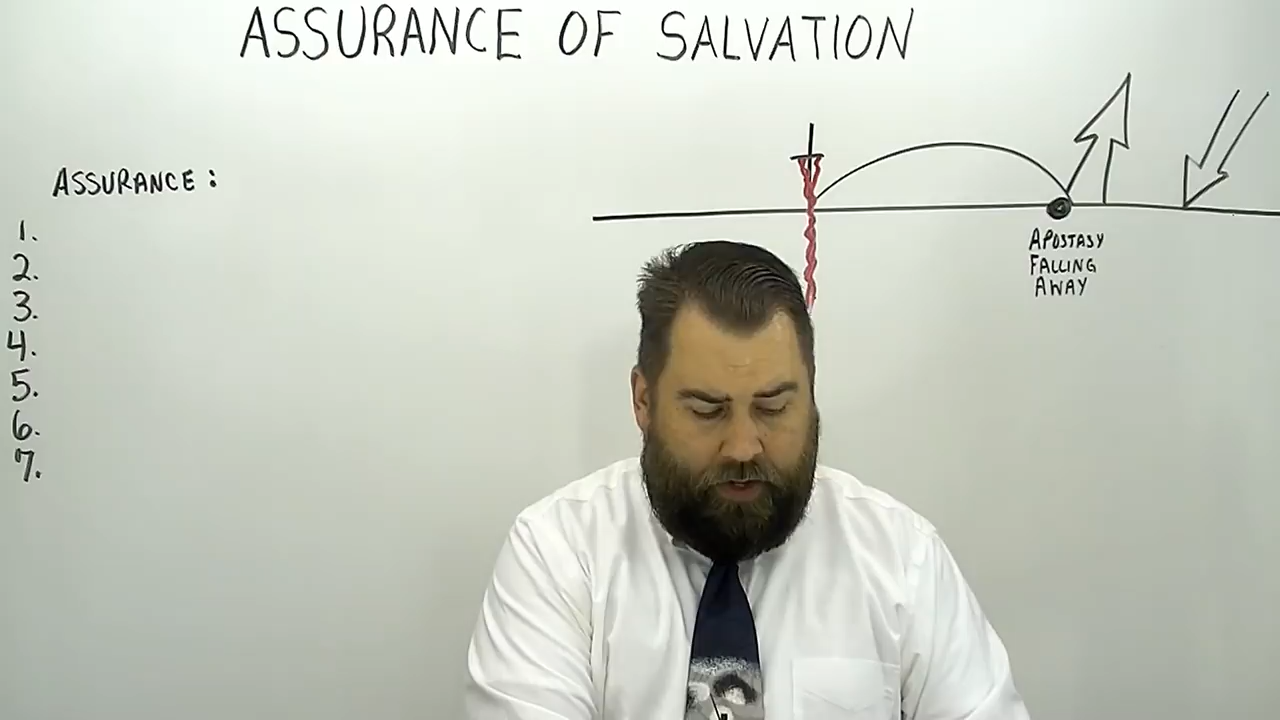 ASSURANCE OF SALVATION
ASSURANCE:
1.
2.
3.
4.
5.
6.
7.
APOSTASY
FALLING
AWAY